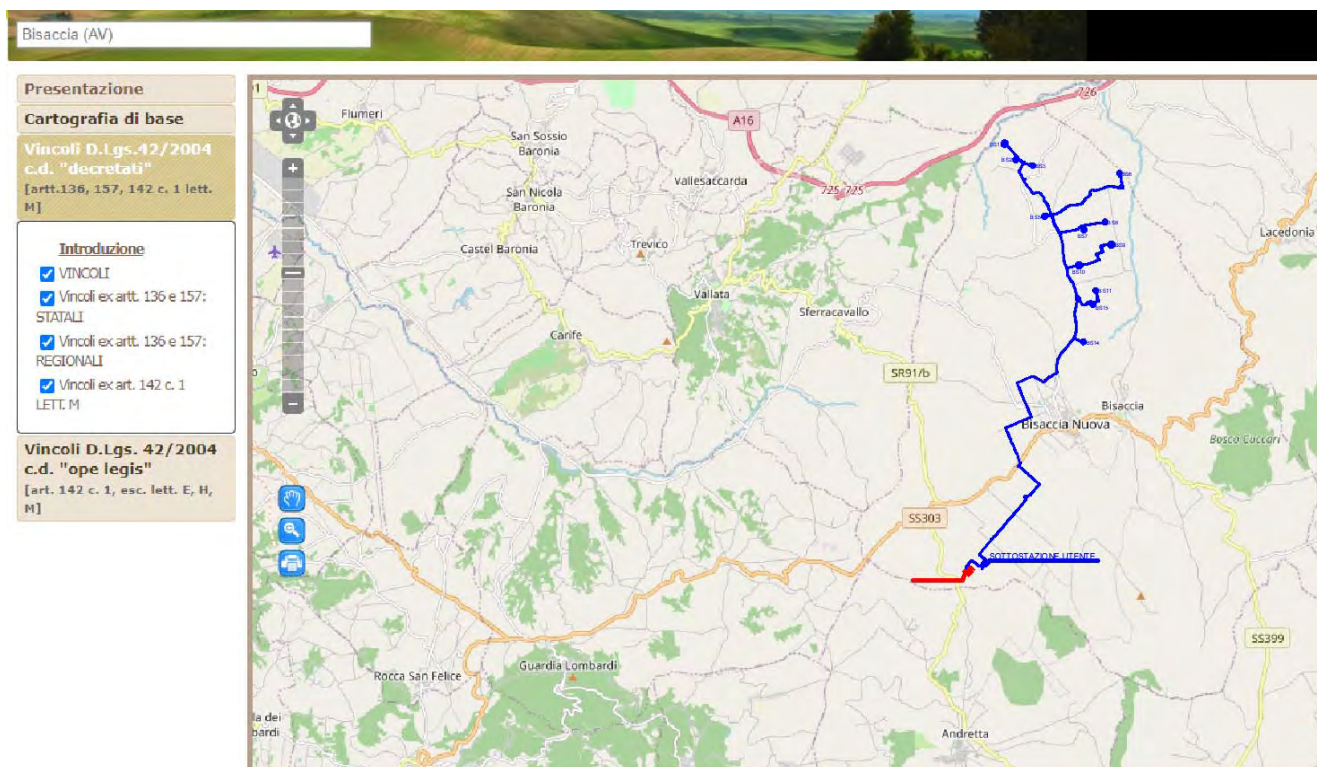 Bisaccia (AV)
Presentazione
Cartografia di base
Vincoli D.Lgs.42/2004
c.d. "decretati"
[artt.136, 157, 142 c. 1 lett.
M]
Introduzione
VINCOLI
Vincoli ex artt. 136 e 157:
STATALI
Vincoli ex artt. 136 e 157:
REGIONALI
Vincoli ex art. 142 c. 1
LETT. M
Vincoli D.Lgs. 42/2004
c.d. "ope legis"
[art. 142 c. 1, esc. lett. E, H,
M]
Flumeri
San Sossio
Baronia
A16
726
Vallesaccarda
San Nicola
Baronia
725 725
Castel Baronia
Trevico
Lacedonia
Vallata
Sferracavallo
Carife
SR91/b
BS14
Bisaccia
Bisaccia Nuova
Bosco Cuccari
SS303
SOTTOSTAZIONE UTENTE
SS399
Guardia Lombardi
Rocca San Felice
Andretta